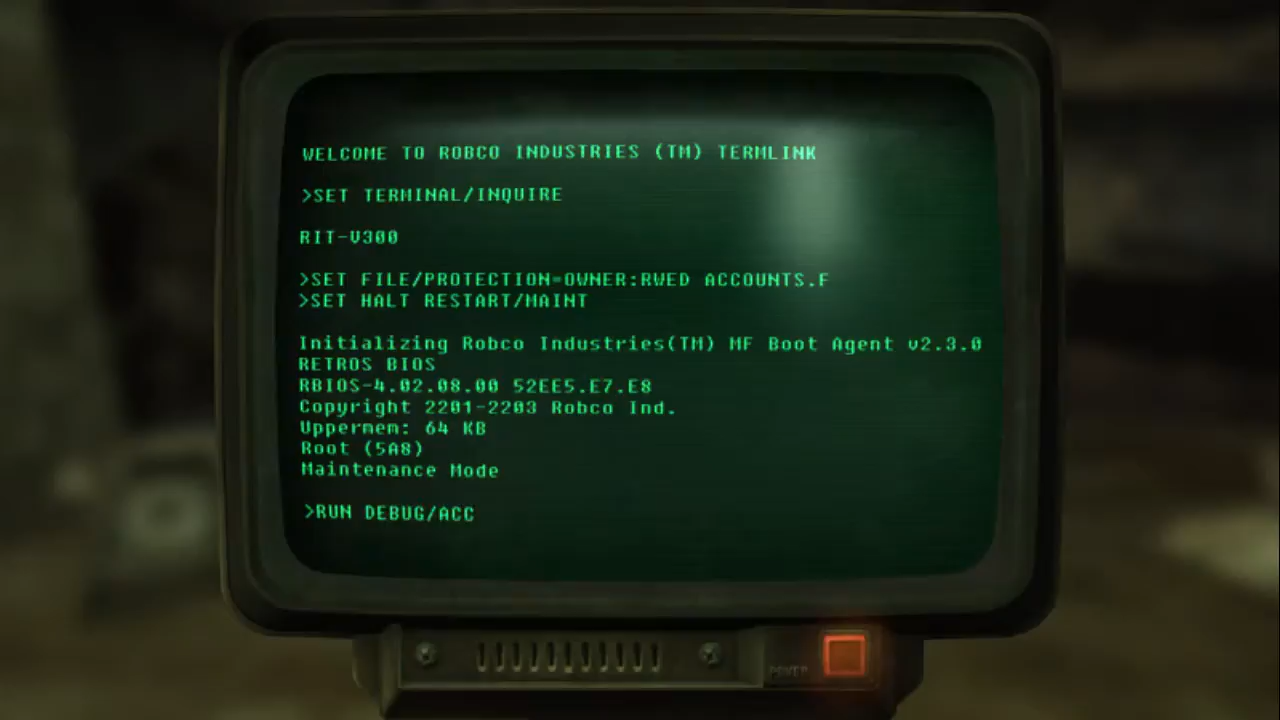 WELCOME TO ROBCO INDUSTRIES (TM) TERMLINK
>SET TERMINAL/INQUIRE
RIT-V300
>SET FILE/PROTECTION=OWNER:RWED ACCOUNTS.F
>SET HALT RESTART/MAINT
Initializing Robco Industries(TM) MF Boot Agent v2.3.0
RETROS BIOS
RBIOS-4.02.08.00 52EE5.E7.E8
Copyright 2201-2203 Robco Ind.
Uppermem: 64 KB
Root (5A8)
Maintenance Mode
>RUN DEBUG/ACC
POWER